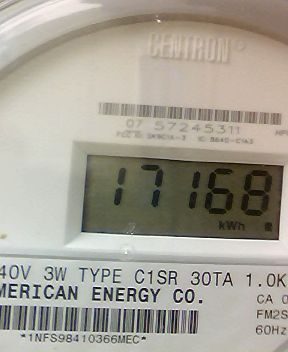 CENTRON®
07 57245311
17168
kWh
40V 3W TYPE C1SR 30TA 1.0K
MERICAN ENERGY CO.
CA 0
FM2S
60Hz
*1NFS98410366MEC*